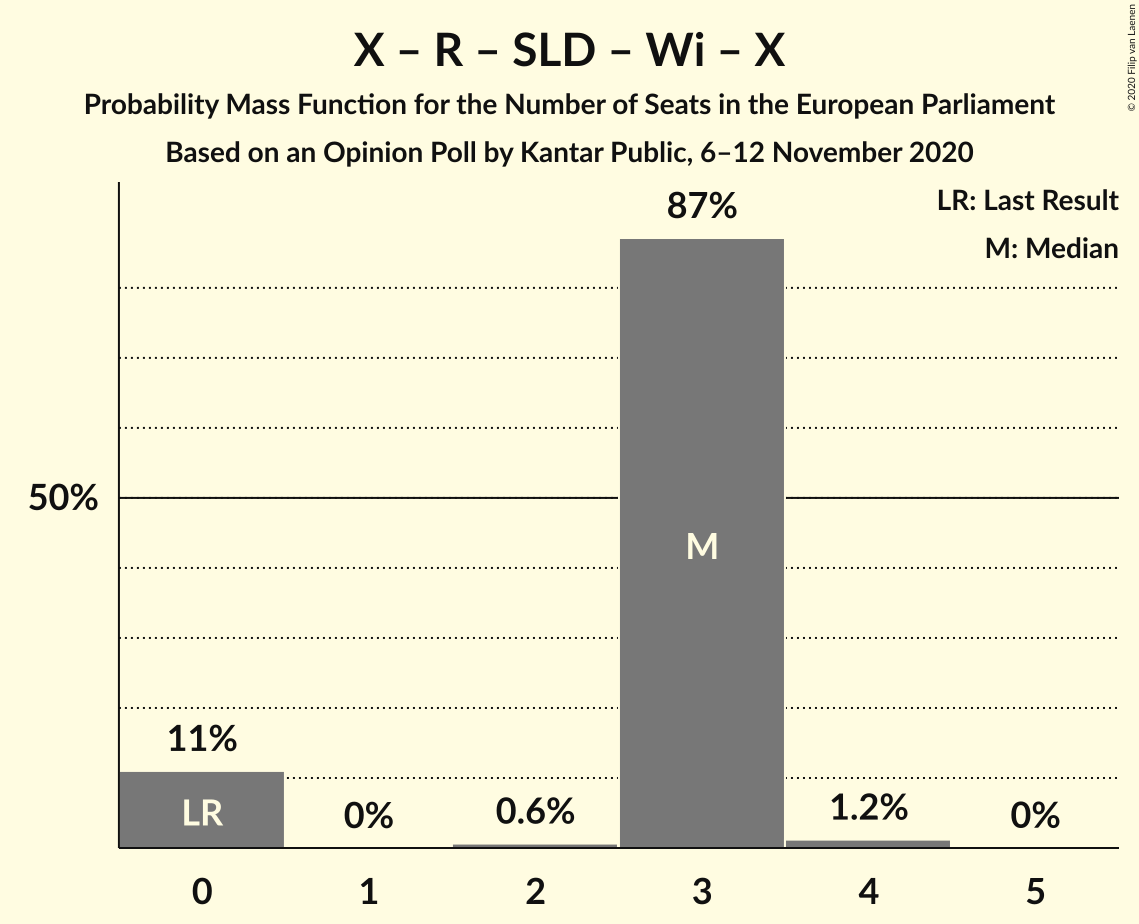 X – R – SLD – Wi – X
Probability Mass Function for the Number of Seats in the European Parliament
Based on an Opinion Poll by Kantar Public, 6–12 November 2020
© 2020 Filip van Laenen
LR: Last Result
M: Median
87%
50%
M
11%
LR
0%
0.6%
1.2%
0%
0 1 2 3 4 5